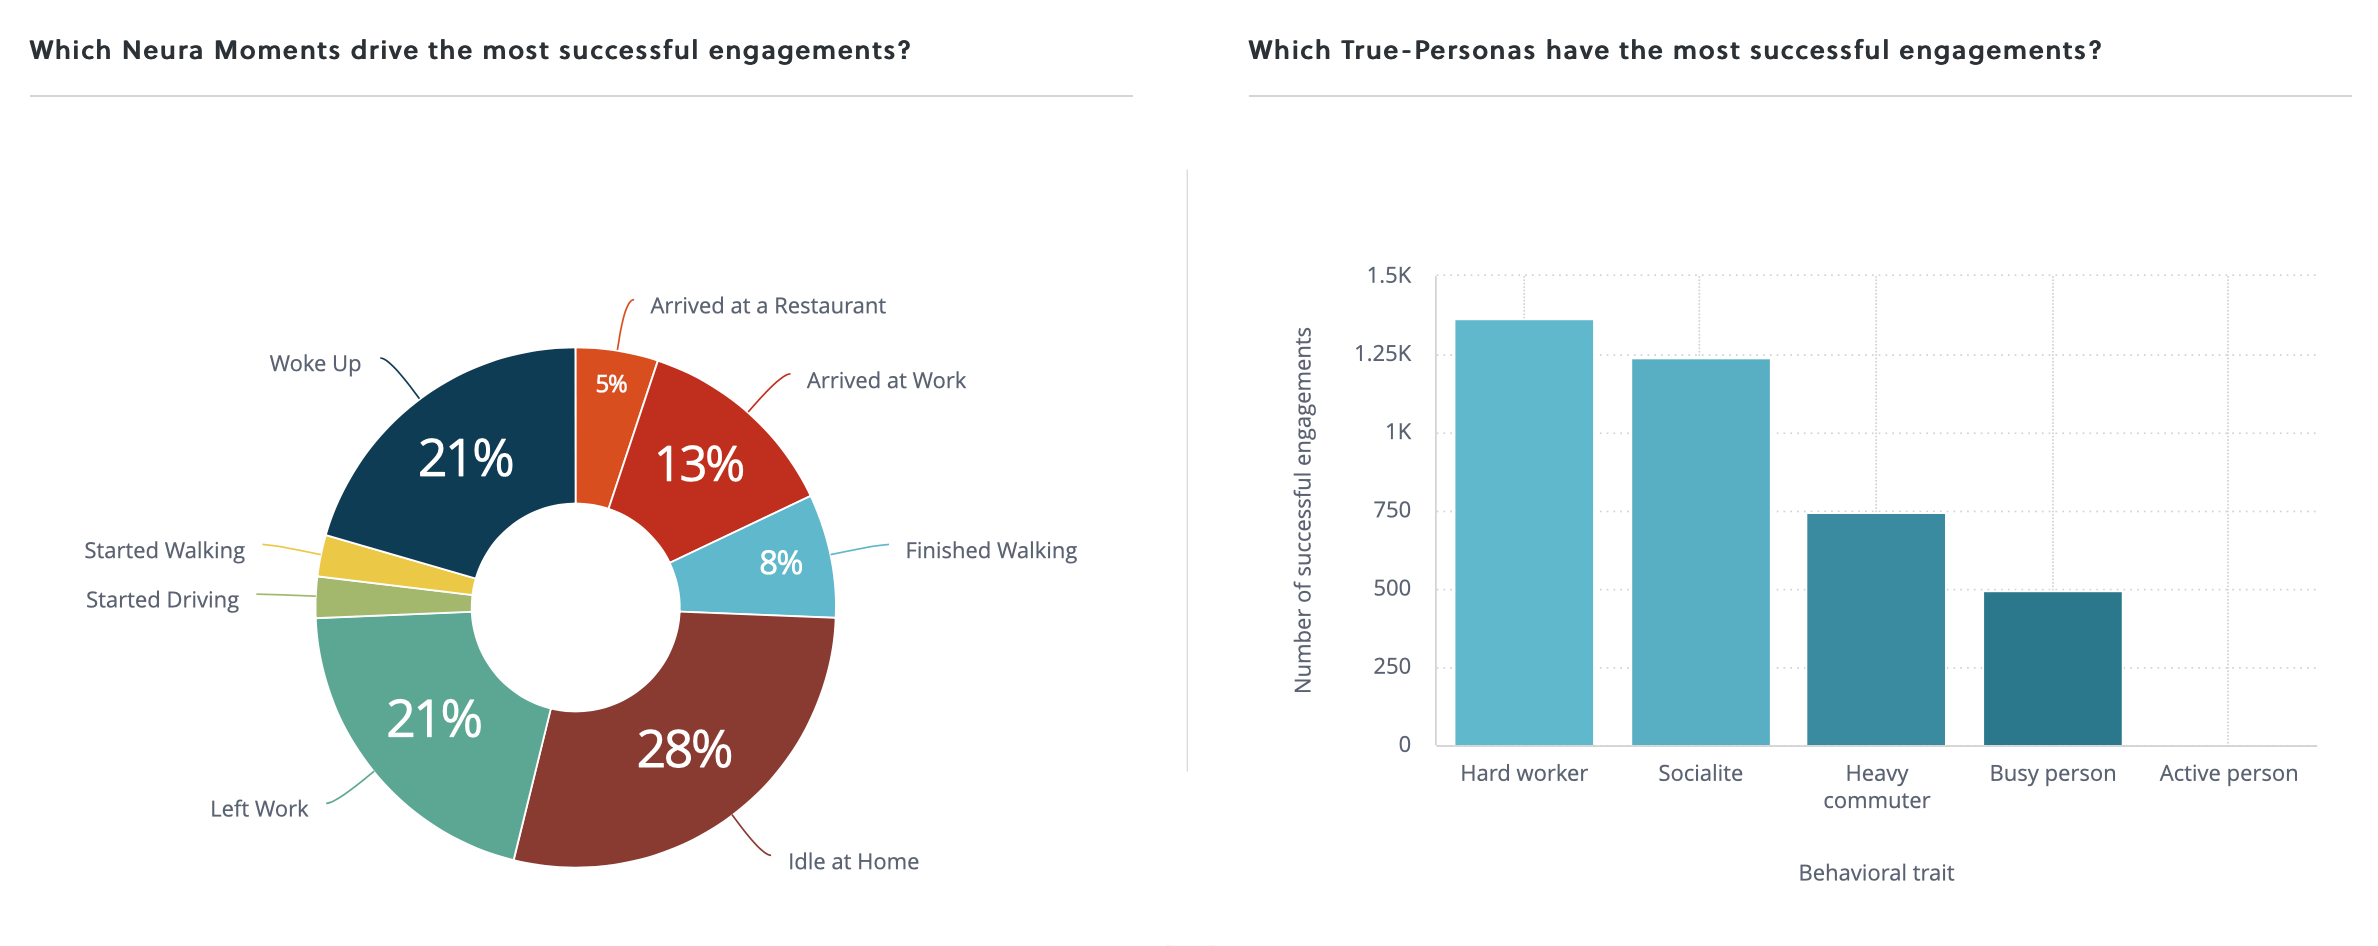 Which Neura Moments drive the most successful engagements?
Arrived at a Restaurant
Woke Up
Arrived at Work
5%
21%
13%
Started Walking
Finished Walking
8%
Started Driving
21%
28%
Left Work
Idle at Home
Which True-Personas have the most successful engagements?
Number of successful engagements
1.5K
1.25K
1K
750
500
250
0
Hard worker
Socialite
Heavy
commuter
Busy person
Active person
Behavioral trait